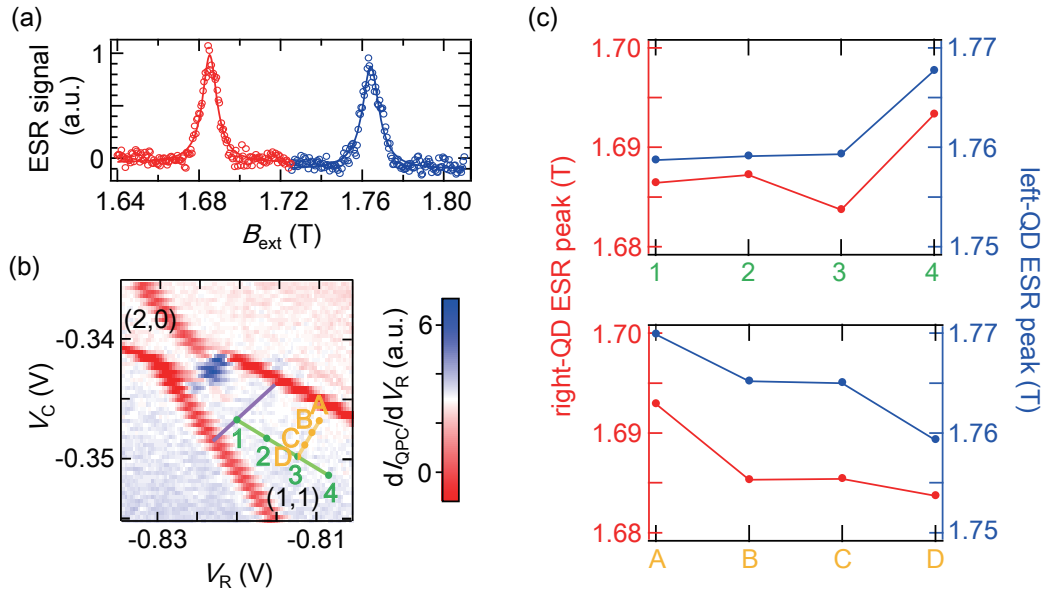 (a)
ESR signal
(a.u.)
1
0
1.64
1.68
1.72
1.76
1.80
B_ext (T)
(b)
V_C (V)
-0.34
-0.35
(2,0)
(1,1)
1
2
3
4
A
B
C
D
-0.83
-0.81
V_R (V)
6
0
dI_QPC/dV_R (a.u.)
(c)
right-QD ESR peak (T)
left-QD ESR peak (T)
1.70
1.69
1.68
1.77
1.76
1.75
1
2
3
4
1.70
1.69
1.68
1.77
1.76
1.75
A
B
C
D